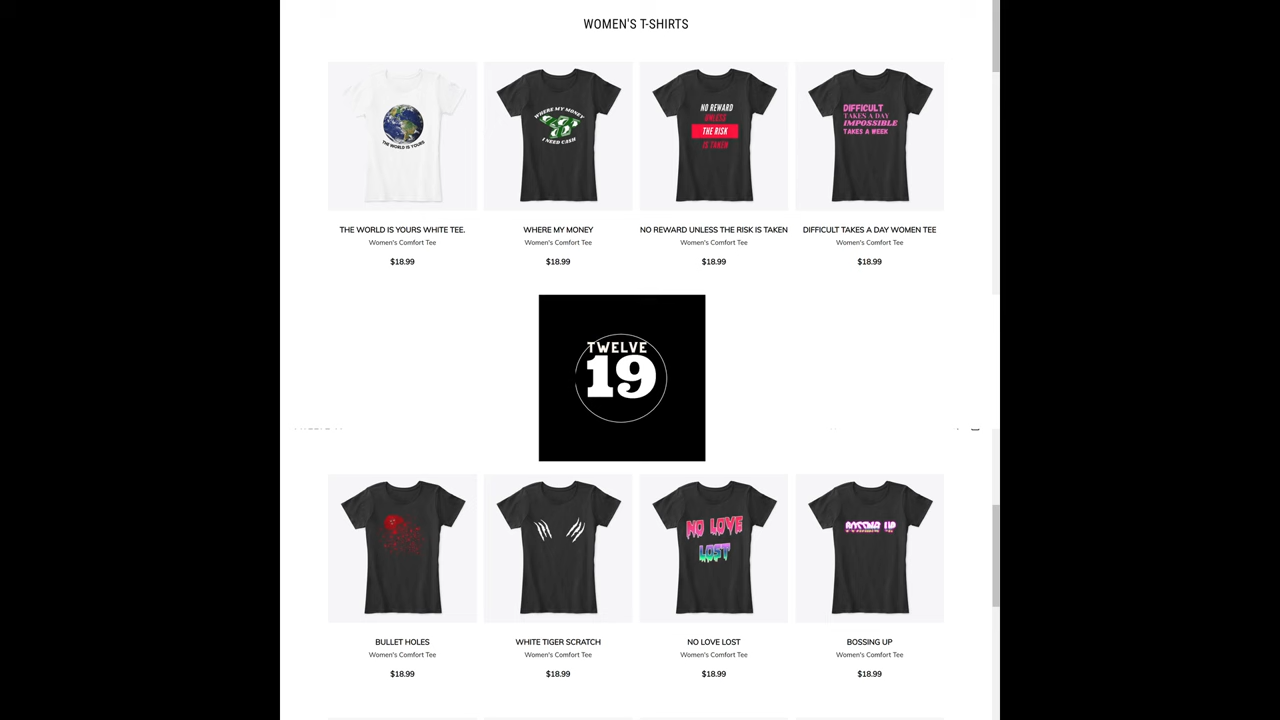 WOMEN'S T-SHIRTS
THE WORLD IS YOURS
WHERE MY MONEY
I NEED CASH
NO REWARD
UNLESS
THE RISK
IS TAKEN
DIFFICULT
TAKES A DAY
IMPOSSIBLE
TAKES A WEEK
THE WORLD IS YOURS WHITE TEE.
Women's Comfort Tee
$18.99
WHERE MY MONEY
Women's Comfort Tee
$18.99
NO REWARD UNLESS THE RISK IS TAKEN
Women's Comfort Tee
$18.99
DIFFICULT TAKES A DAY WOMEN TEE
Women's Comfort Tee
$18.99
TWELVE
19
NO LOVE
LOST
BOSSING UP
BULLET HOLES
Women's Comfort Tee
$18.99
WHITE TIGER SCRATCH
Women's Comfort Tee
$18.99
NO LOVE LOST
Women's Comfort Tee
$18.99
BOSSING UP
Women's Comfort Tee
$18.99